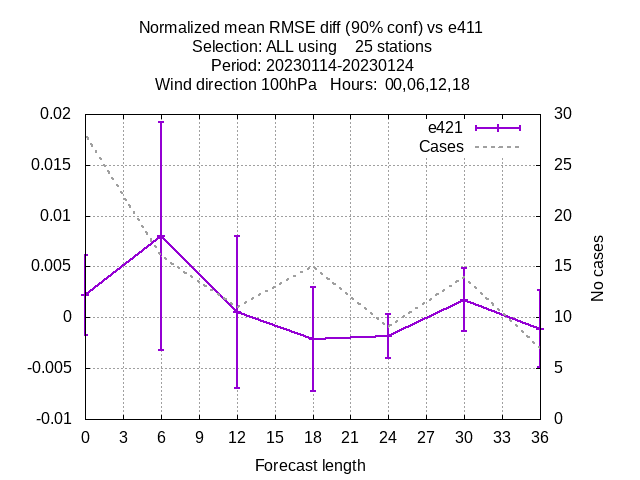 Normalized mean RMSE diff (90% conf) vs e411
Selection: ALL using    25 stations
Period: 20230114-20230124
Wind direction 100hPa   Hours:  00,06,12,18
0.02
0.015
0.01
0.005
0
-0.005
-0.01
30
25
20
15
10
5
0
e421
Cases
No cases
0 3 6 9 12 15 18 21 24 27 30 33 36
Forecast length